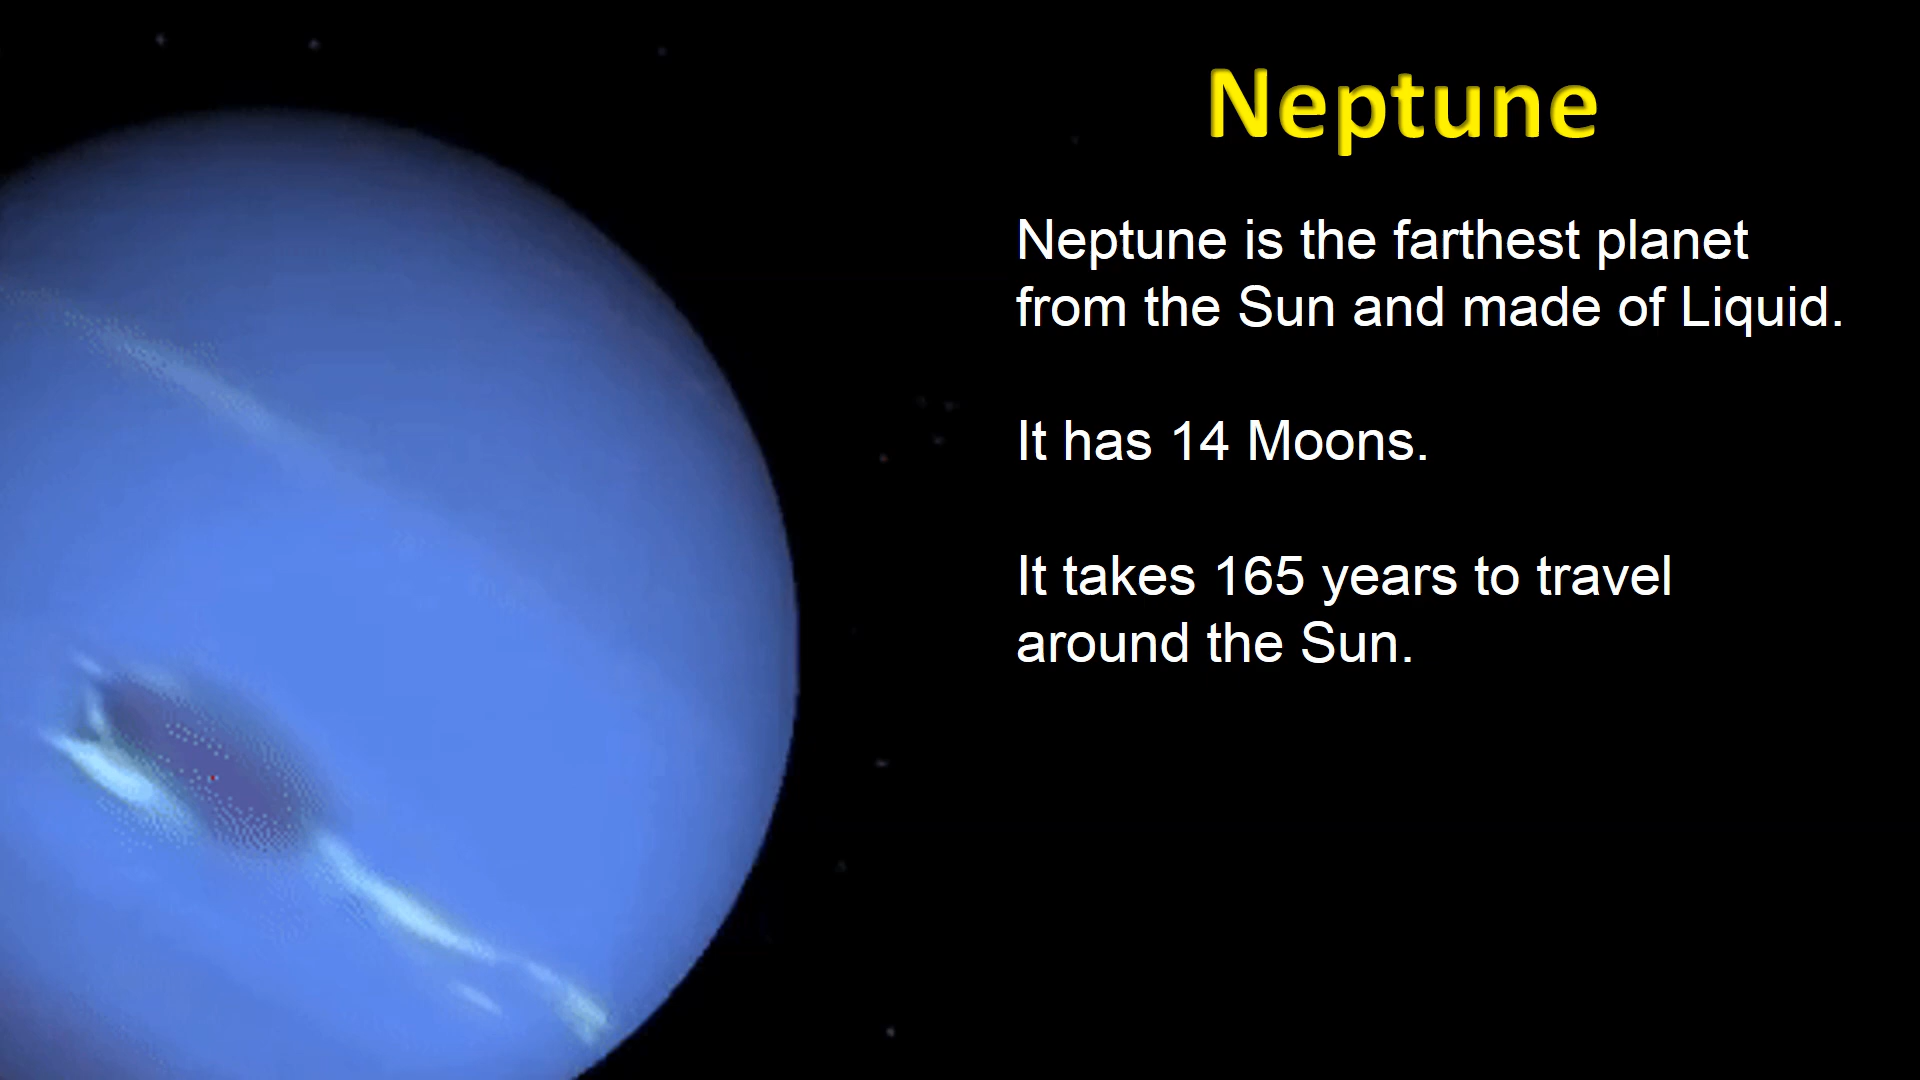 Neptune
Neptune is the farthest planet
from the Sun and made of Liquid.
It has 14 Moons.
It takes 165 years to travel
around the Sun.